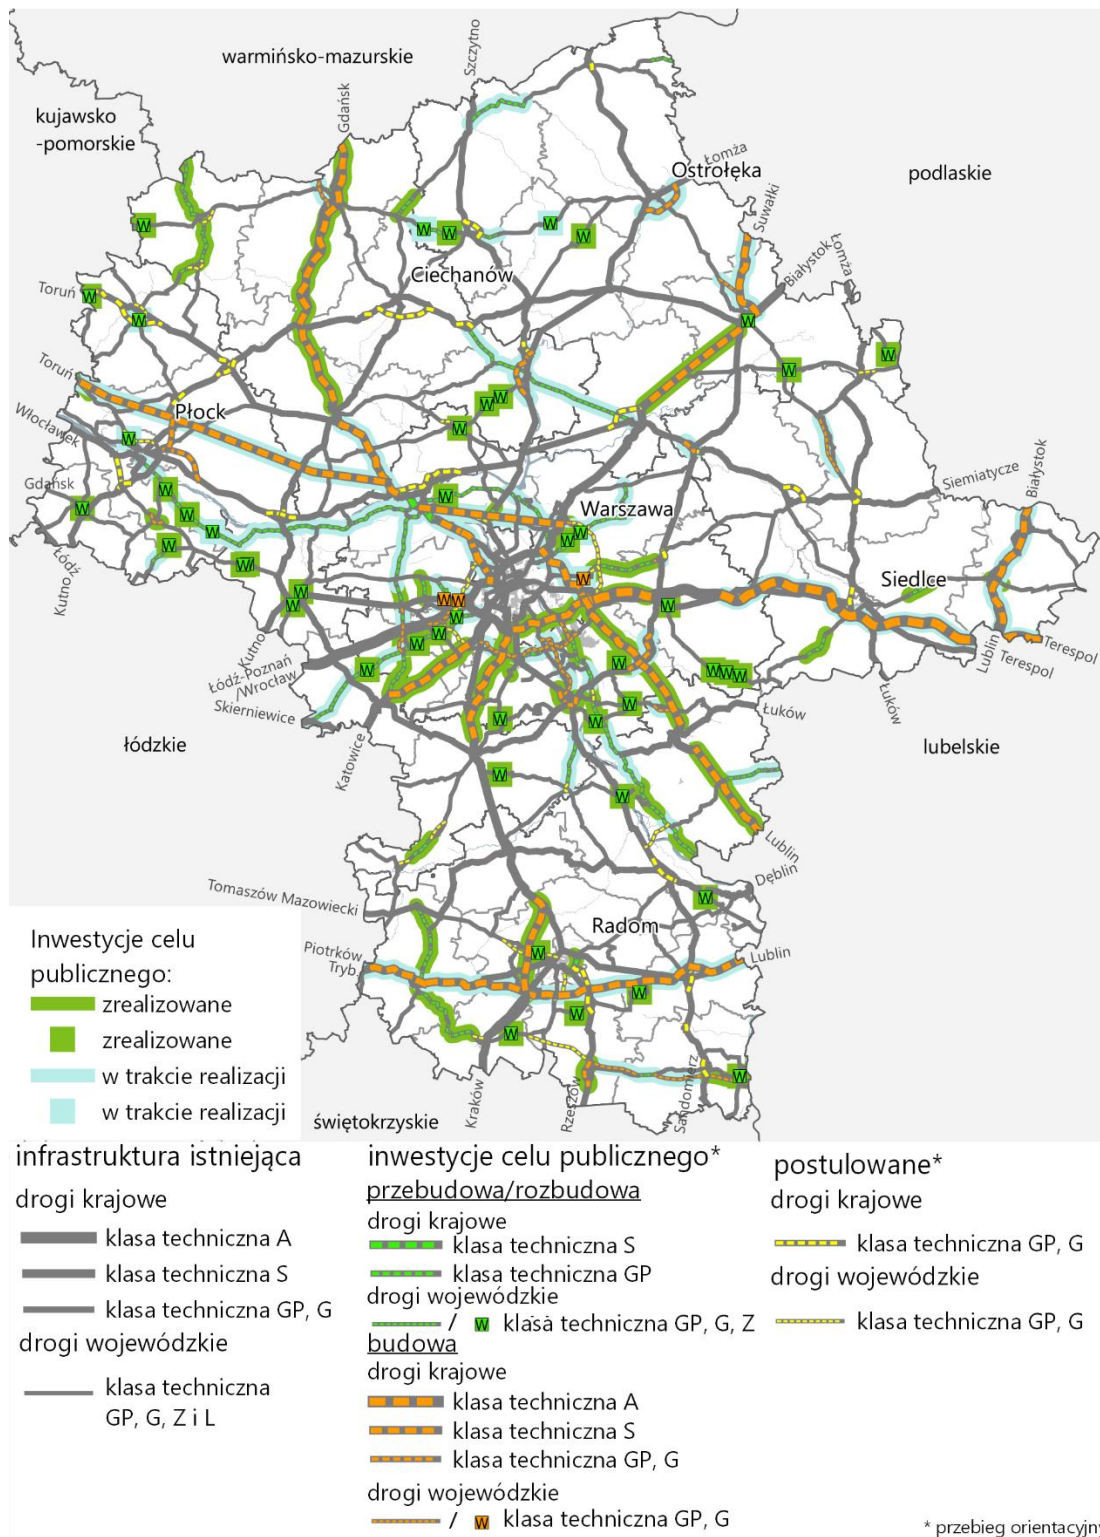 warmińsko-mazurskie
Szczytno
kujawsko
-pomorskie
Gdańsk
Ostrołęka
Łomża
podlaskie
Suwałki
Białystok
Łomża
Ciechanów
Toruń
Toruń
Płock
Włocławek
Gdańsk
Siemiatycze
Białystok
Warszawa
Siedlce
Łódź
Kutno
Kutno
Łódź-Poznań
/Wrocław
Skierniewice
Katowice
Lublin
Terespol
Terespol
Łuków
Łuków
łódzkie
lubelskie
Lublin
Dęblin
Tomaszów Mazowiecki
Radom
Piotrków
Tryb.
Lublin
Kraków
Rzeszów
Sandomierz
świętokrzyskie
W W W W W W W W W W W W W W W W W W W W W W W W W W W W W W W W W W W W W W W W W W W W W W W W
Inwestycje celu
publicznego:
zrealizowane
zrealizowane
w trakcie realizacji
w trakcie realizacji
infrastruktura istniejąca
drogi krajowe
klasa techniczna A
klasa techniczna S
klasa techniczna GP, G
drogi wojewódzkie
klasa techniczna
GP, G, Z i L
inwestycje celu publicznego*
przebudowa/rozbudowa
drogi krajowe
klasa techniczna S
klasa techniczna GP
drogi wojewódzkie
/ W klasa techniczna GP, G, Z
budowa
drogi krajowe
klasa techniczna A
klasa techniczna S
klasa techniczna GP, G
drogi wojewódzkie
/ W klasa techniczna GP, G
postulowane*
drogi krajowe
klasa techniczna GP, G
drogi wojewódzkie
klasa techniczna GP, G
* przebieg orientacyjny